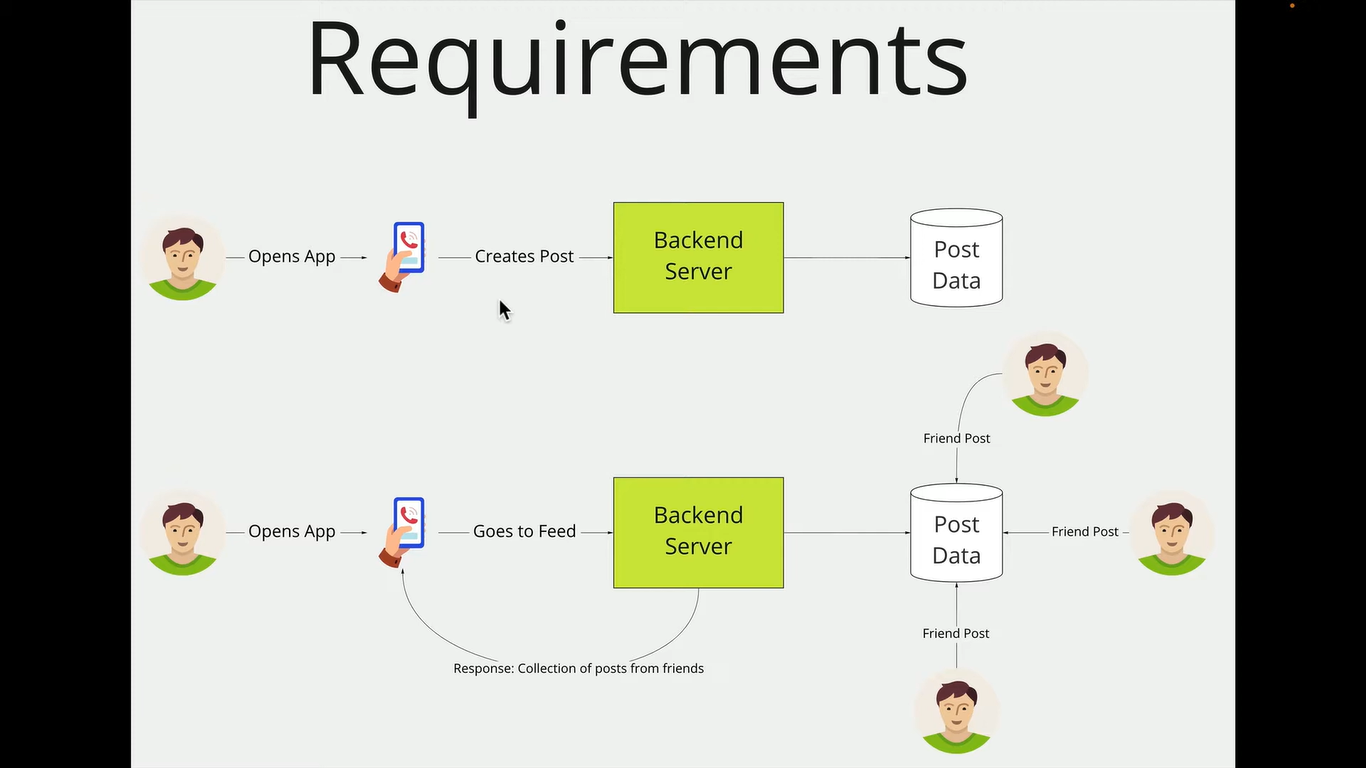 Requirements
Opens App
Creates Post
Backend
Server
Post
Data
Friend Post
Opens App
Goes to Feed
Backend
Server
Post
Data
Friend Post
Friend Post
Response: Collection of posts from friends